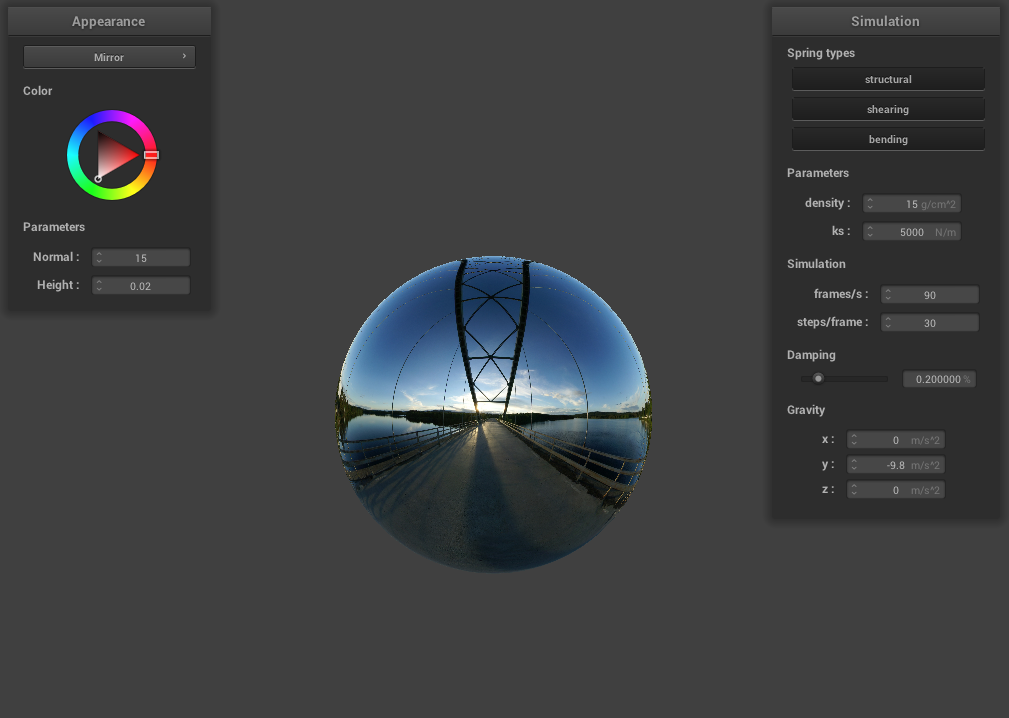 Appearance
Mirror
Color
Parameters
Normal : 15
Height : 0.02
Simulation
Spring types
structural
shearing
bending
Parameters
density : 15 g/cm^2
ks : 5000 N/m
Simulation
frames/s : 90
steps/frame : 30
Damping
0.200000 %
Gravity
x : 0 m/s^2
y : -9.8 m/s^2
z : 0 m/s^2